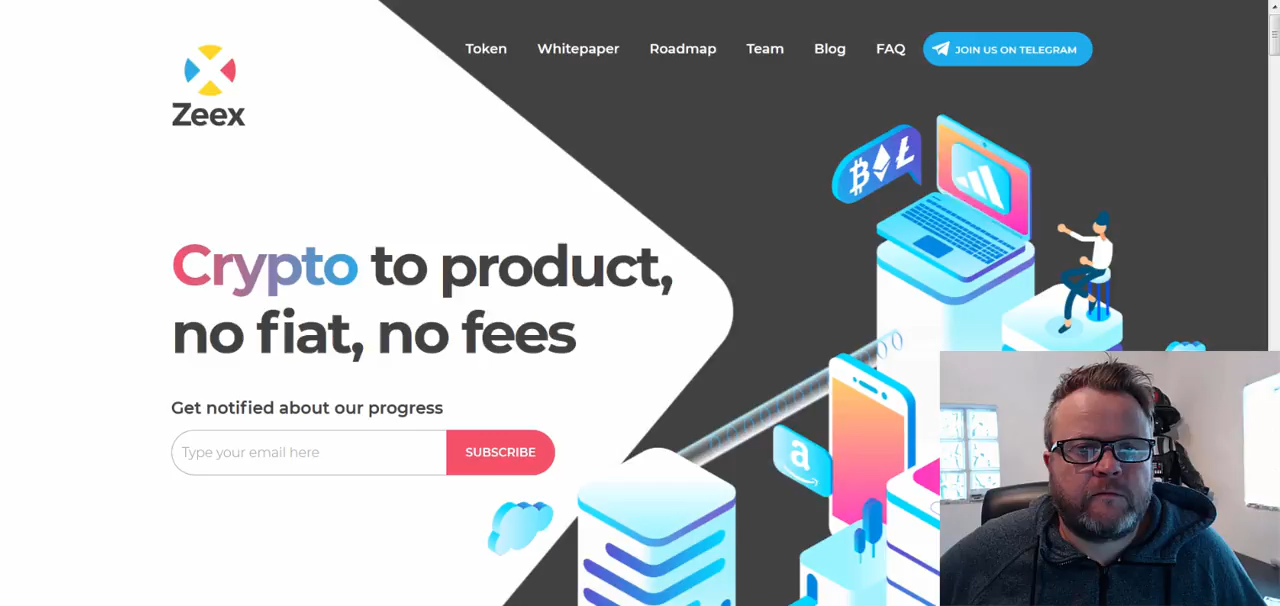 Token Whitepaper Roadmap Team Blog FAQ JOIN US ON TELEGRAM
Zeex
Crypto to product,
no fiat, no fees
Get notified about our progress
Type your email here SUBSCRIBE
a